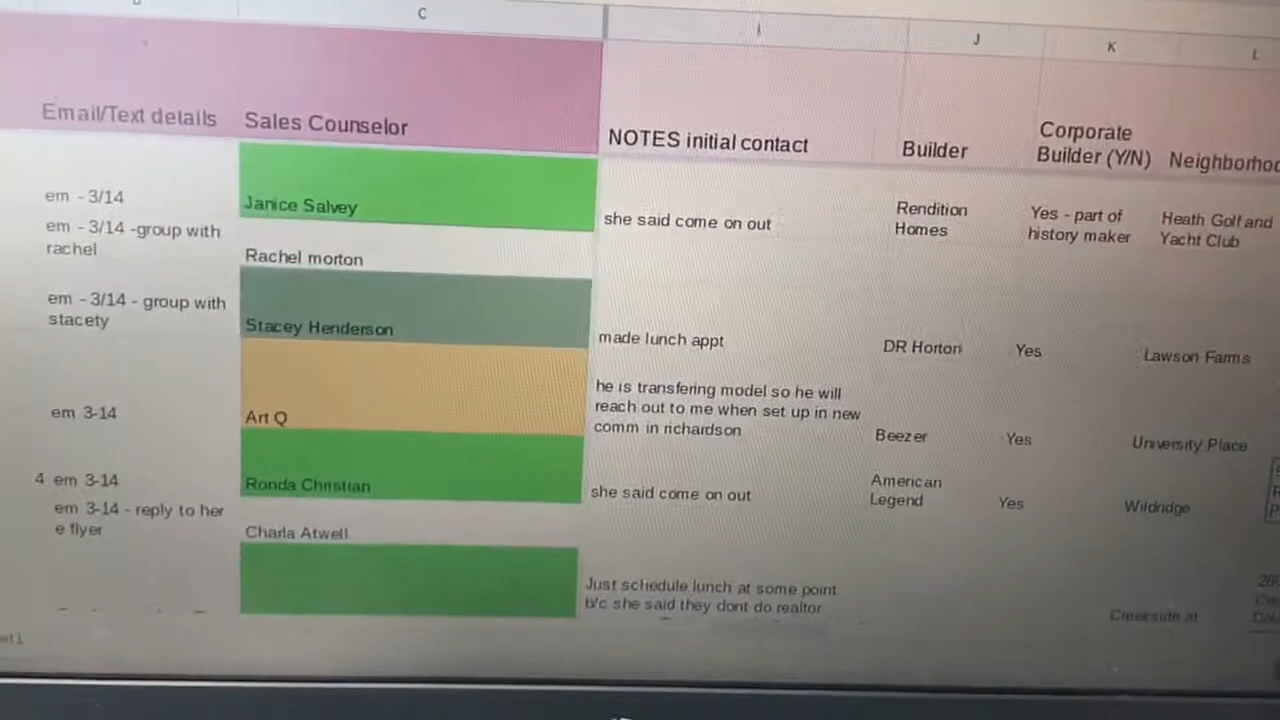 C
I
J
K
L
Email/Text details
Sales Counselor
NOTES initial contact
Builder
Corporate
Builder (Y/N)
Neighborhoo
em - 3/14
Janice Salvey
she said come on out
Rendition
Homes
Yes - part of
history maker
Heath Golf and
Yacht Club
em - 3/14 -group with
rachel
Rachel morton
em - 3/14 - group with
stacety
Stacey Henderson
made lunch appt
DR Horton
Yes
Lawson Farms
em 3-14
Art Q
he is transfering model so he will
reach out to me when set up in new
comm in richardson
Beezer
Yes
University Place
4 em 3-14
Ronda Christian
she said come on out
American
Legend
Yes
Wildridge
em 3-14 - reply to her
e flyer
Charla Atwell
Just schedule lunch at some point
b/c she said they dont do realtor
Creekside at